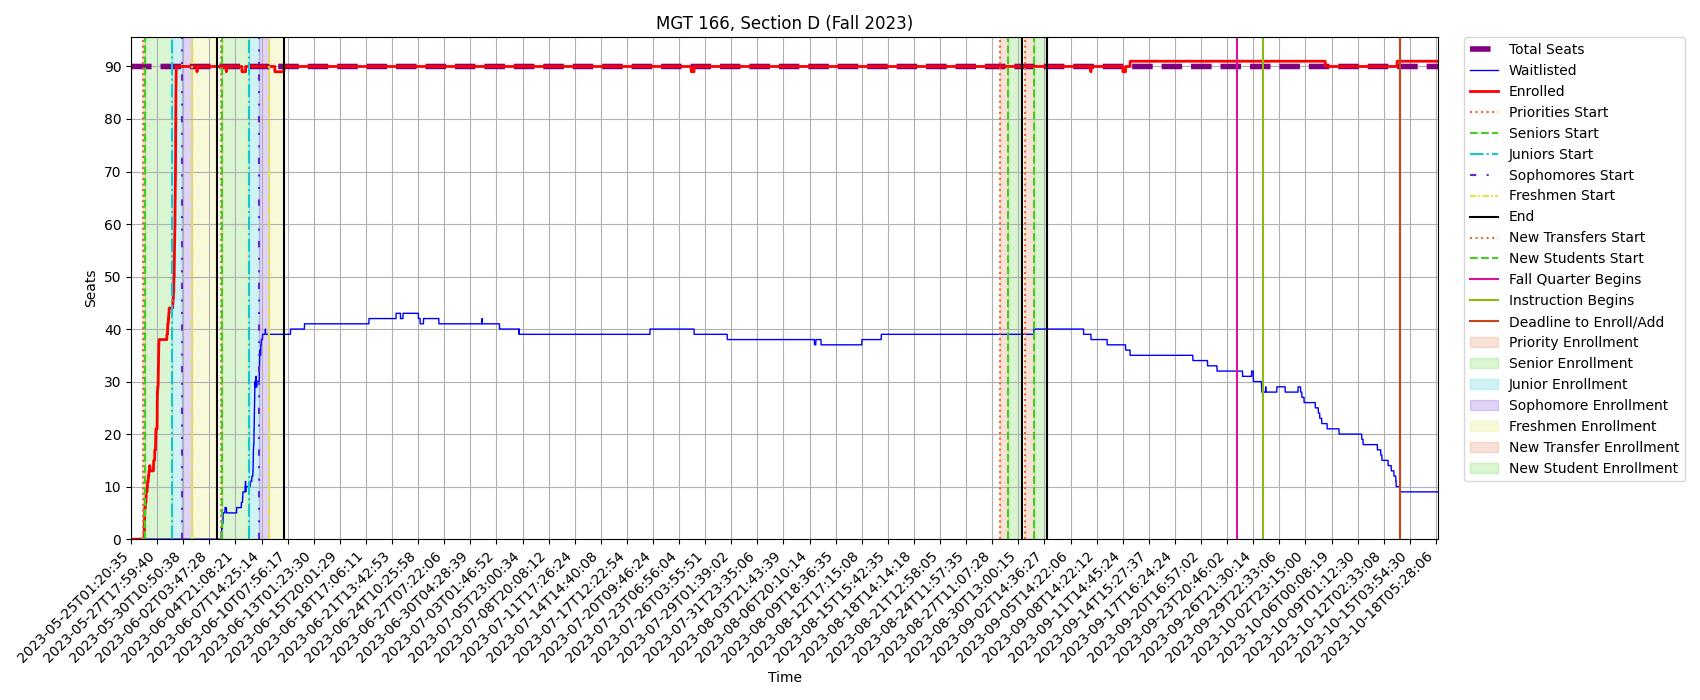 MGT 166, Section D (Fall 2023)
Seats
90
80
70
60
50
40
30
20
10
0
2023-05-25T01:20:35
2023-05-27T17:59:40
2023-05-30T10:50:38
2023-06-02T03:47:28
2023-06-04T21:08:21
2023-06-07T14:25:14
2023-06-10T07:56:17
2023-06-13T01:23:30
2023-06-15T20:01:29
2023-06-18T17:06:11
2023-06-21T13:42:53
2023-06-24T10:25:58
2023-06-27T07:22:06
2023-06-30T04:28:39
2023-07-03T01:46:52
2023-07-05T23:00:34
2023-07-08T20:08:12
2023-07-11T17:26:24
2023-07-14T14:40:08
2023-07-17T12:22:54
2023-07-20T09:46:24
2023-07-23T06:56:04
2023-07-26T03:55:51
2023-07-29T01:39:02
2023-07-31T23:35:06
2023-08-03T21:43:39
2023-08-06T20:10:14
2023-08-09T18:36:35
2023-08-12T17:15:08
2023-08-15T15:42:35
2023-08-18T14:14:18
2023-08-21T12:58:05
2023-08-24T11:57:35
2023-08-27T11:07:28
2023-08-30T13:00:15
2023-09-02T14:36:27
2023-09-05T14:22:06
2023-09-08T14:22:12
2023-09-11T14:45:24
2023-09-14T15:27:37
2023-09-17T16:24:24
2023-09-20T16:57:02
2023-09-23T20:46:02
2023-09-26T21:30:14
2023-09-29T22:33:06
2023-10-02T23:15:00
2023-10-06T00:08:19
2023-10-09T01:12:30
2023-10-12T02:33:08
2023-10-15T03:54:30
2023-10-18T05:28:06
Time
Total Seats
Waitlisted
Enrolled
Priorities Start
Seniors Start
Juniors Start
Sophomores Start
Freshmen Start
End
New Transfers Start
New Students Start
Fall Quarter Begins
Instruction Begins
Deadline to Enroll/Add
Priority Enrollment
Senior Enrollment
Junior Enrollment
Sophomore Enrollment
Freshmen Enrollment
New Transfer Enrollment
New Student Enrollment